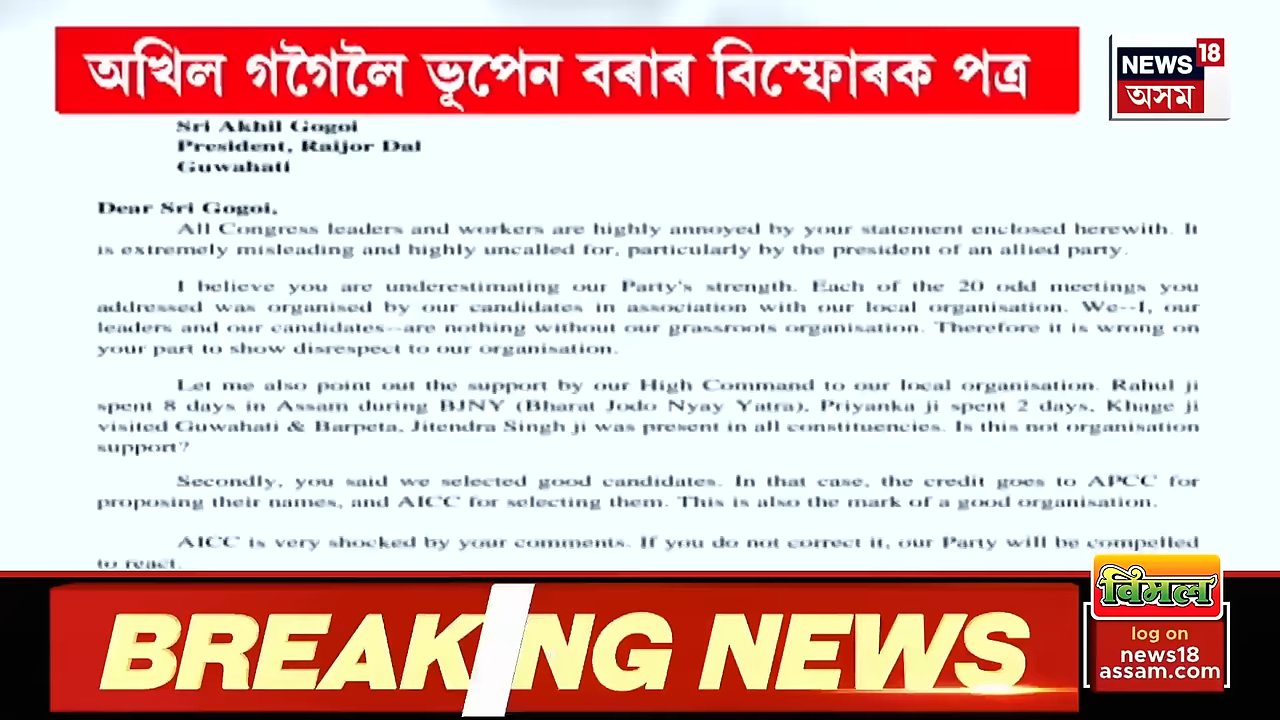 অখিল গগৈলৈ ভূপেন বৰাৰ বিস্ফোৰক পত্ৰ
NEWS 18
অসম
Sri Akhil Gogoi
President, Raijor Dal
Guwahati
Dear Sri Gogoi,
All Congress leaders and workers are highly annoyed by your statement enclosed herewith. It
is extremely misleading and highly uncalled for, particularly by the president of an allied party.
I believe you are underestimating our Party's strength. Each of the 20 odd meetings you
addressed was organised by our candidates in association with our local organisation. We--I, our
leaders and our candidates--are nothing without our grassroots organisation. Therefore it is wrong on
your part to show disrespect to our organisation.
Let me also point out the support by our High Command to our local organisation. Rahul ji
spent 8 days in Assam during BJNY (Bharat Jodo Nyay Yatra), Priyanka ji spent 2 days, Khage ji
visited Guwahati & Barpeta, Jitendra Singh ji was present in all constituencies. Is this not organisation
support?
Secondly, you said we selected good candidates. In that case, the credit goes to APCC for
proposing their names, and AICC for selecting them. This is also the mark of a good organisation.
AICC is very shocked by your comments. If you do not correct it, our Party will be compelled
to react.
BREAKING NEWS
विमल
log on
news18
assam.com